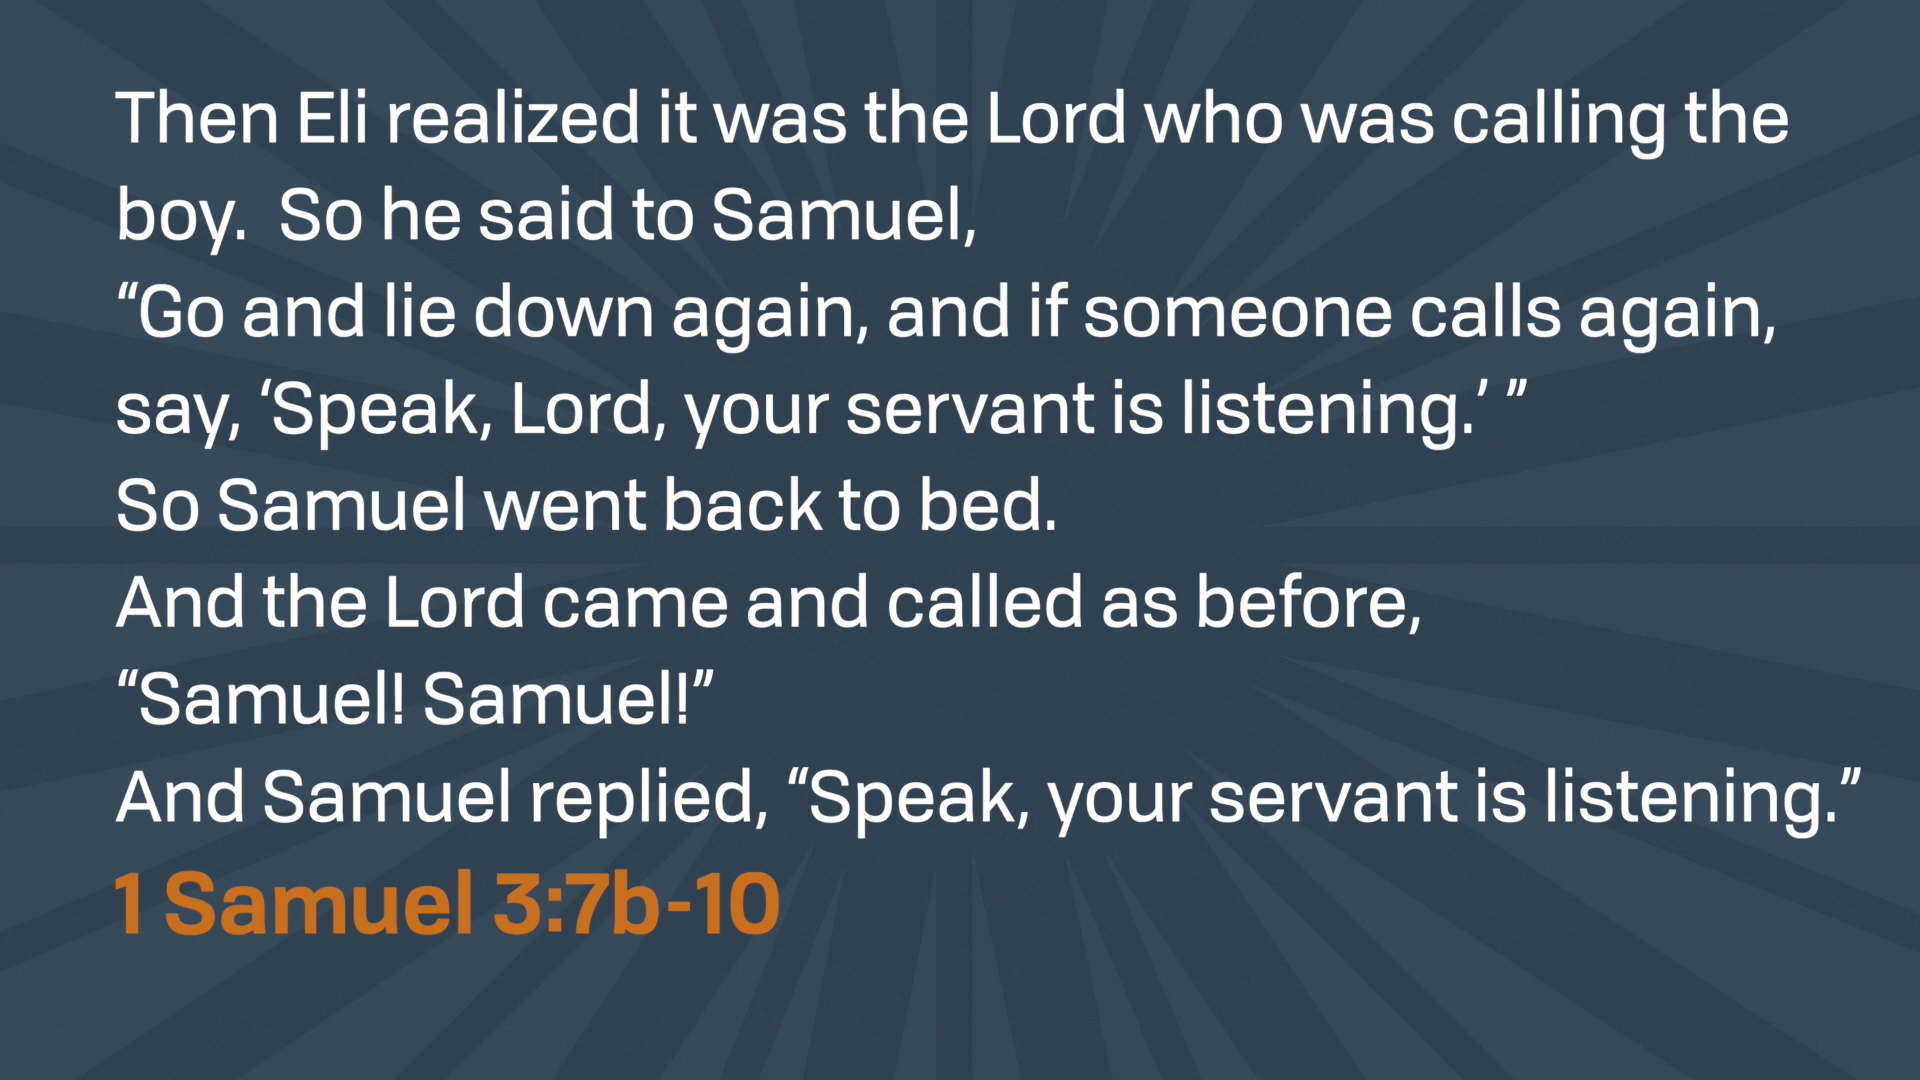 Then Eli realized it was the Lord who was calling the
boy.  So he said to Samuel,
“Go and lie down again, and if someone calls again,
say, ‘Speak, Lord, your servant is listening.’ ”
So Samuel went back to bed.
And the Lord came and called as before,
“Samuel! Samuel!”
And Samuel replied, “Speak, your servant is listening.”
1 Samuel 3:7b-10